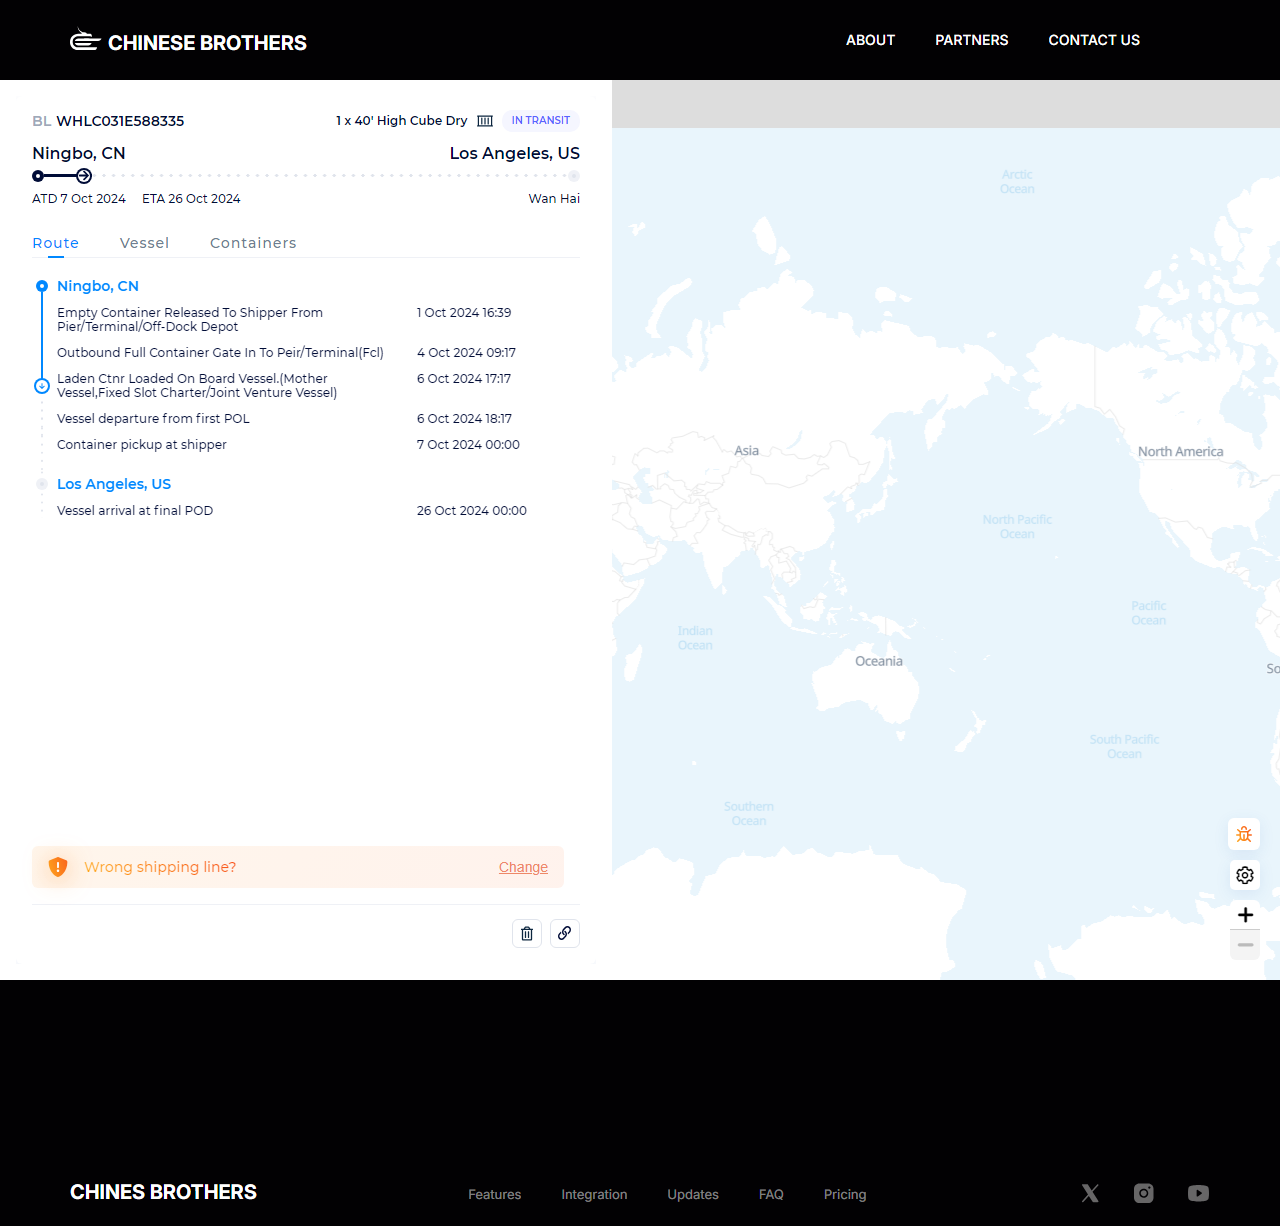 CHINESE BROTHERS
ABOUT
PARTNERS
CONTACT US
BL WHLC031E588335
1 x 40' High Cube Dry
IN TRANSIT
Ningbo, CN
Los Angeles, US
ATD 7 Oct 2024
ETA 26 Oct 2024
Wan Hai
Route
Vessel
Containers
Ningbo, CN
Empty Container Released To Shipper From
Pier/Terminal/Off-Dock Depot
1 Oct 2024 16:39
Outbound Full Container Gate In To Peir/Terminal(Fcl)
4 Oct 2024 09:17
Laden Ctnr Loaded On Board Vessel.(Mother
Vessel,Fixed Slot Charter/Joint Venture Vessel)
6 Oct 2024 17:17
Vessel departure from first POL
6 Oct 2024 18:17
Container pickup at shipper
7 Oct 2024 00:00
Los Angeles, US
Vessel arrival at final POD
26 Oct 2024 00:00
Wrong shipping line?
Change
Arctic
Ocean
Asia
North America
North Pacific
Ocean
Pacific
Ocean
Indian
Ocean
Oceania
So
South Pacific
Ocean
Southern
Ocean
CHINES BROTHERS
Features
Integration
Updates
FAQ
Pricing